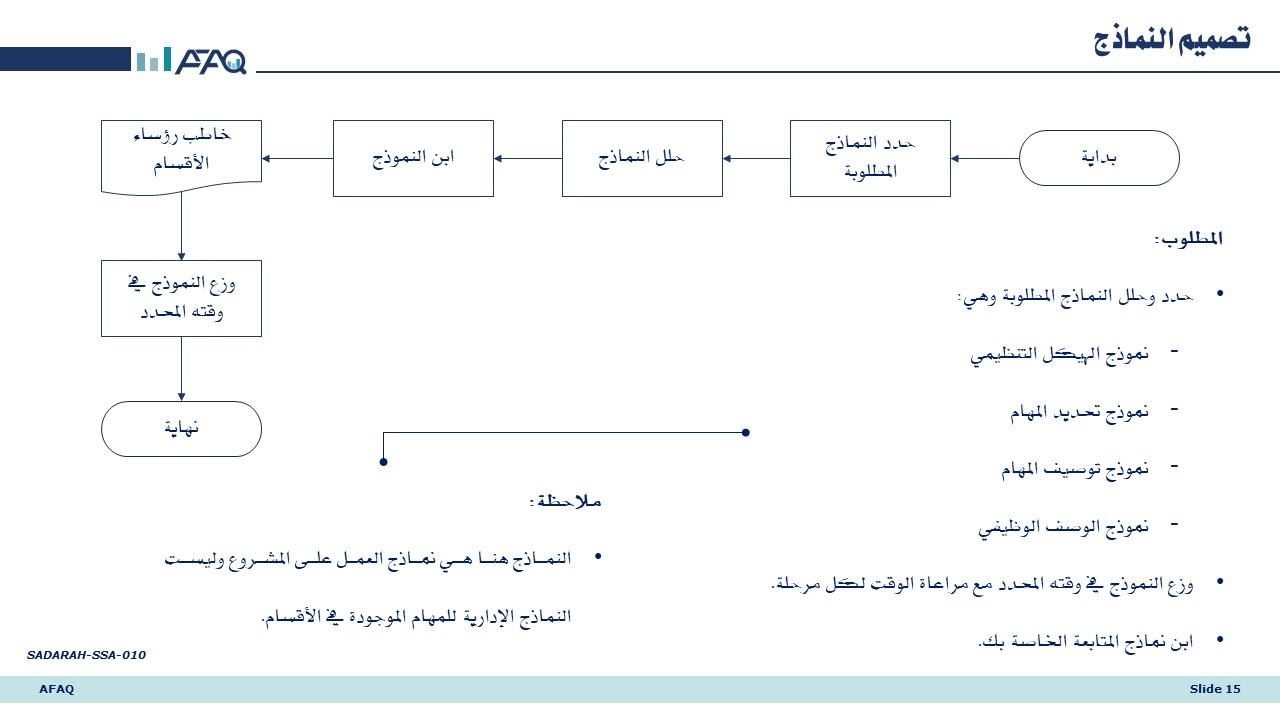 تصميم النماذج
AFAQ
بداية
حدد النماذج
المطلوبة
حلل النماذج
ابن النموذج
خاطب رؤساء
الأقسام
وزع النموذج في
وقته المحدد
نهاية
المطلوب:
• حدد وحلل النماذج المطلوبة وهي:
- نموذج الهيكل التنظيمي
- نموذج تحديد المهام
- نموذج توصيف المهام
- نموذج الوصف الوظيفي
• وزع النموذج في وقته المحدد مع مراعاة الوقت لكل مرحلة.
• ابن نماذج المتابعة الخاصة بك.
ملاحظة:
• النماذج هنا هي نماذج العمل على المشروع وليست
النماذج الإدارية للمهام الموجودة في الأقسام.
SADARAH-SSA-010
AFAQ
Slide 15